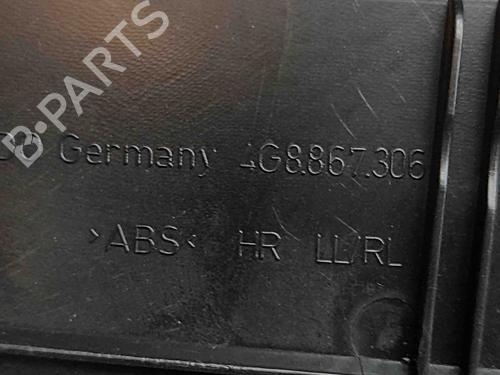 B-PARTS
Germany 4G8.867.306
>ABS< HR LL/RL